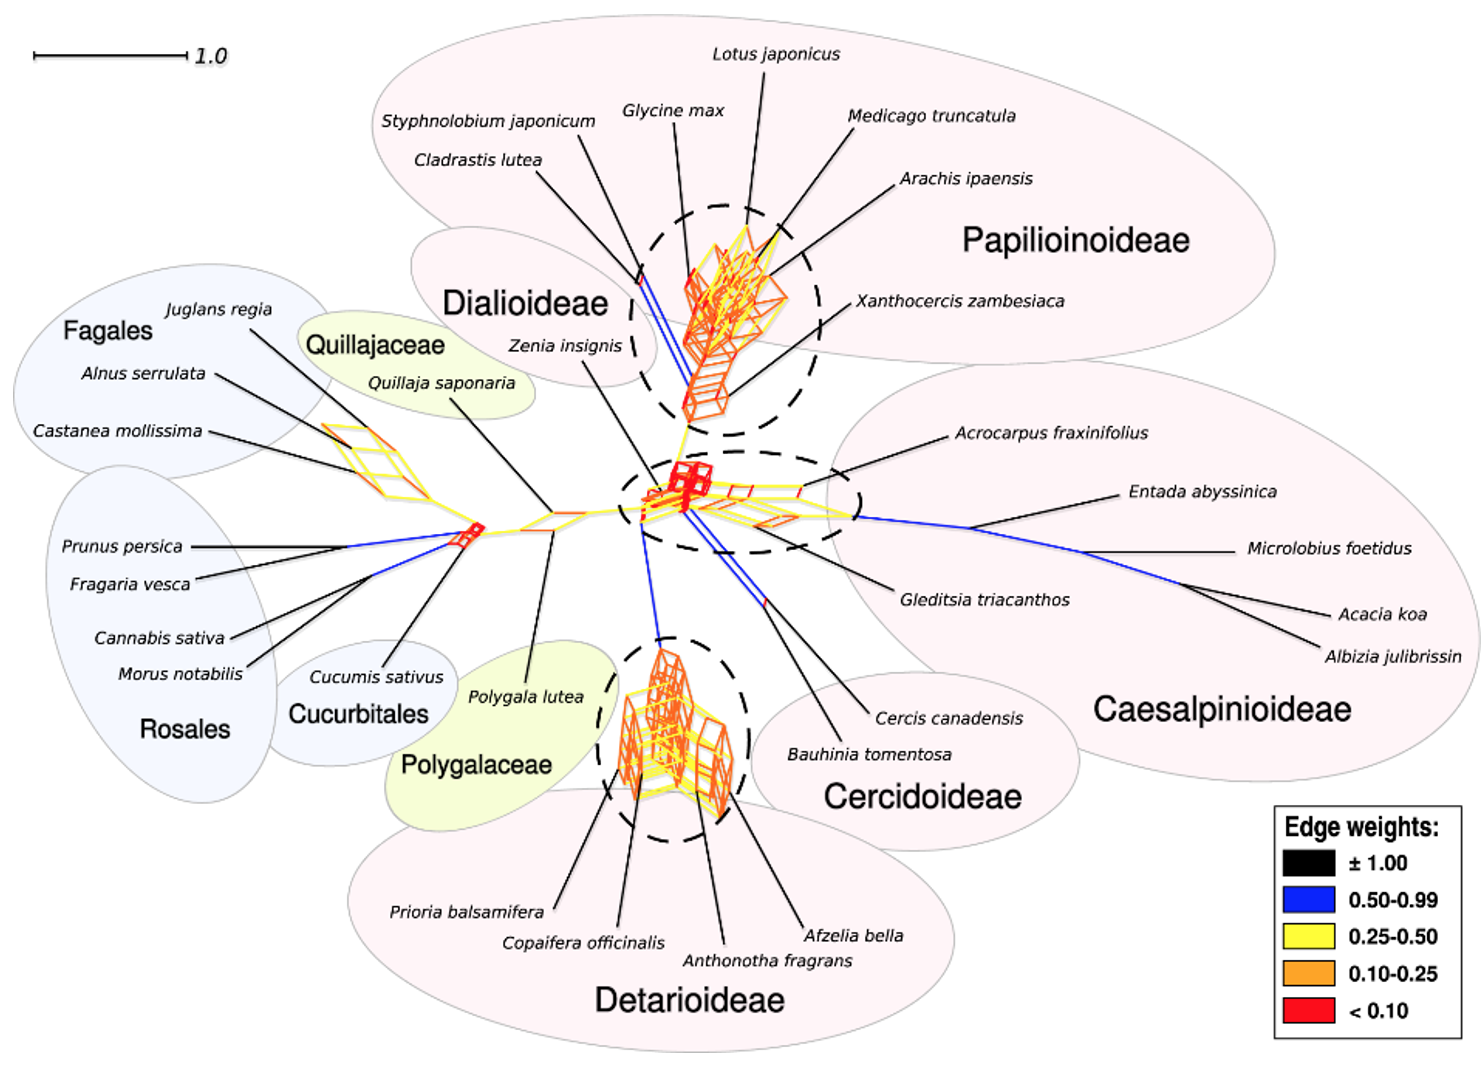 1.0
Lotus japonicus
Glycine max
Styphnolobium japonicum
Medicago truncatula
Cladrastis lutea
Arachis ipaensis
Papilioinoideae
Dialioideae
Xanthocercis zambesiaca
Juglans regia
Fagales
Quillajaceae
Zenia insignis
Alnus serrulata
Quillaja saponaria
Castanea mollissima
Acrocarpus fraxinifolius
Entada abyssinica
Prunus persica
Microlobius foetidus
Fragaria vesca
Gleditsia triacanthos
Acacia koa
Cannabis sativa
Albizia julibrissin
Morus notabilis
Cucumis sativus
Polygala lutea
Rosales
Cucurbitales
Cercis canadensis
Caesalpinioideae
Bauhinia tomentosa
Polygalaceae
Cercidoideae
Prioria balsamifera
Copaifera officinalis
Afzelia bella
Anthonotha fragrans
Detarioideae
Edge weights:
± 1.00
0.50-0.99
0.25-0.50
0.10-0.25
< 0.10